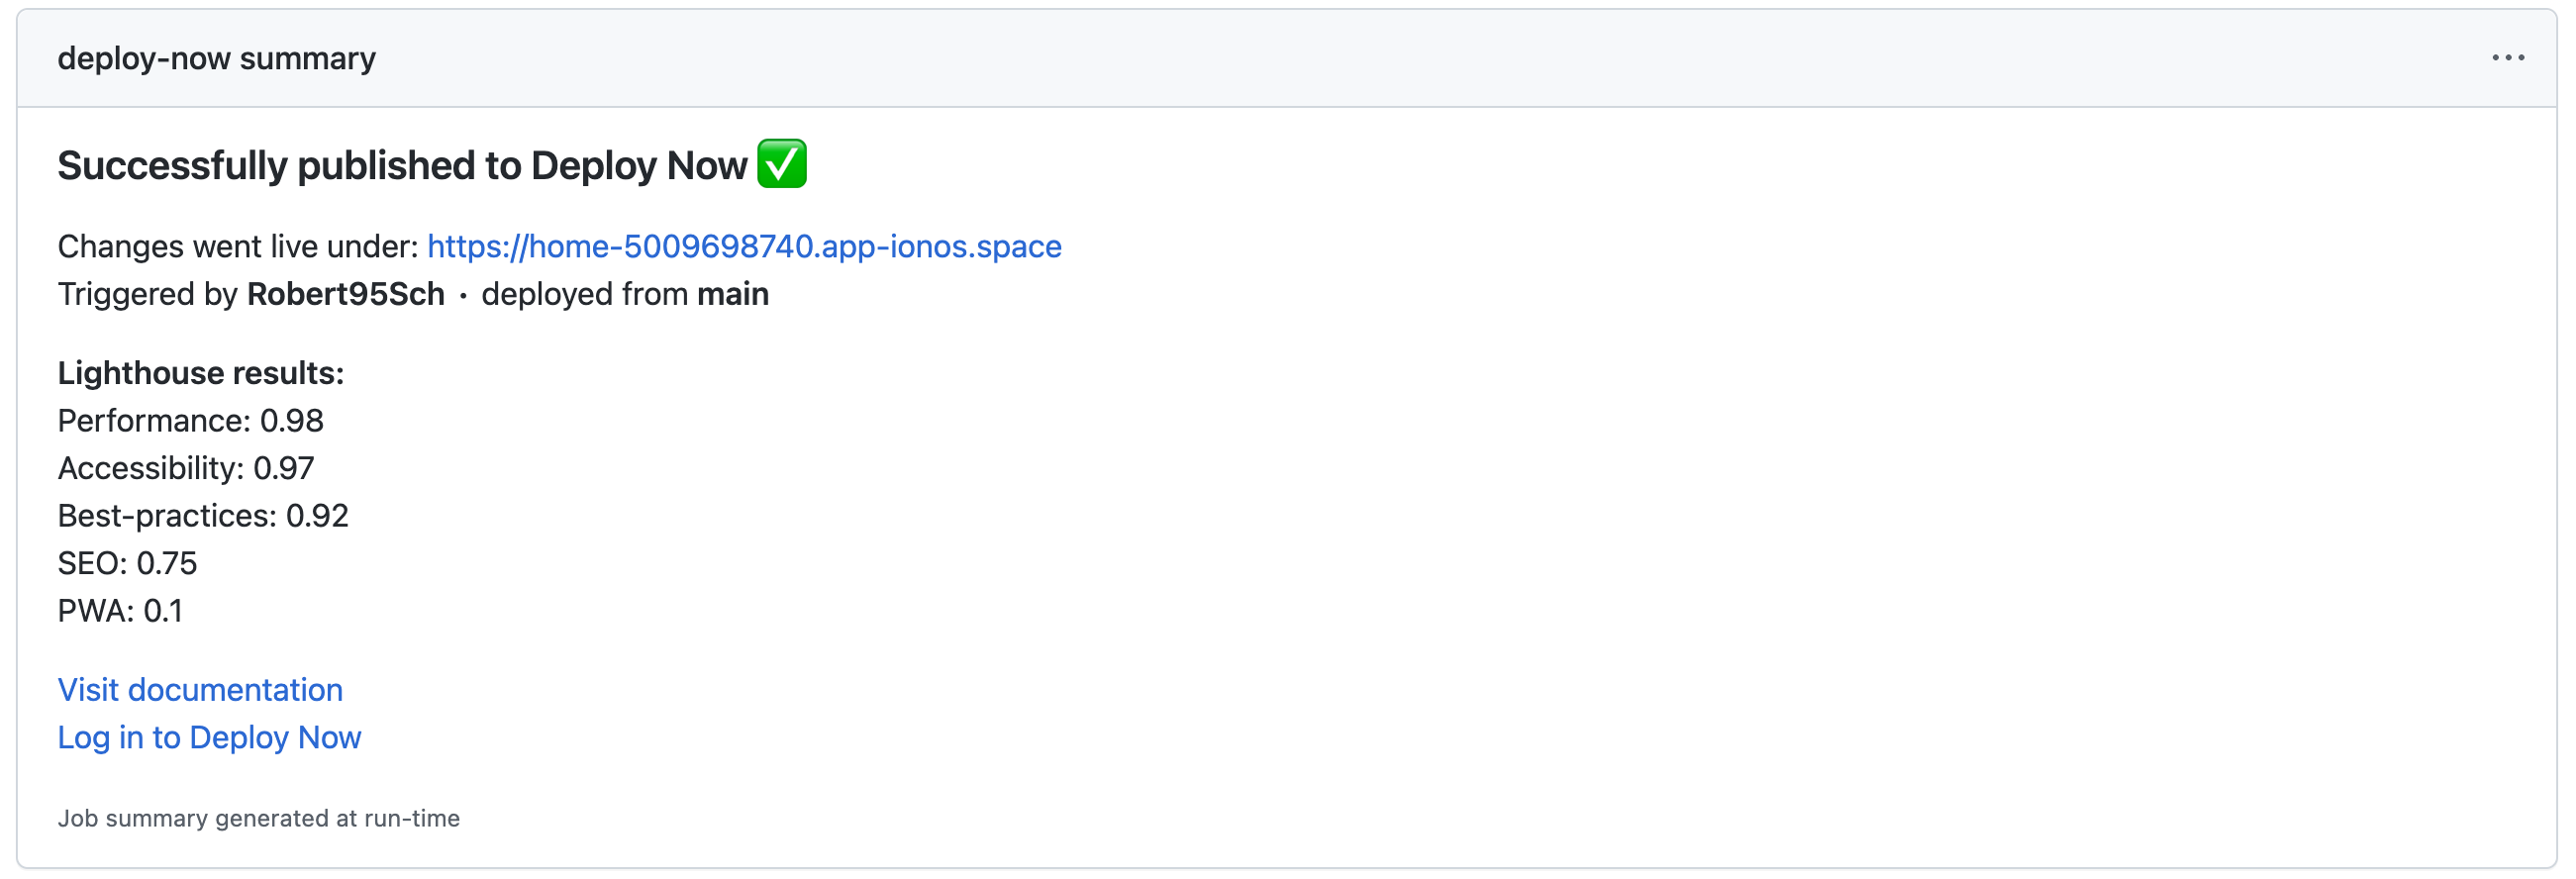 deploy-now summary
Successfully published to Deploy Now ✅
Changes went live under: https://home-5009698740.app-ionos.space
Triggered by Robert95Sch · deployed from main
Lighthouse results:
Performance: 0.98
Accessibility: 0.97
Best-practices: 0.92
SEO: 0.75
PWA: 0.1
Visit documentation
Log in to Deploy Now
Job summary generated at run-time